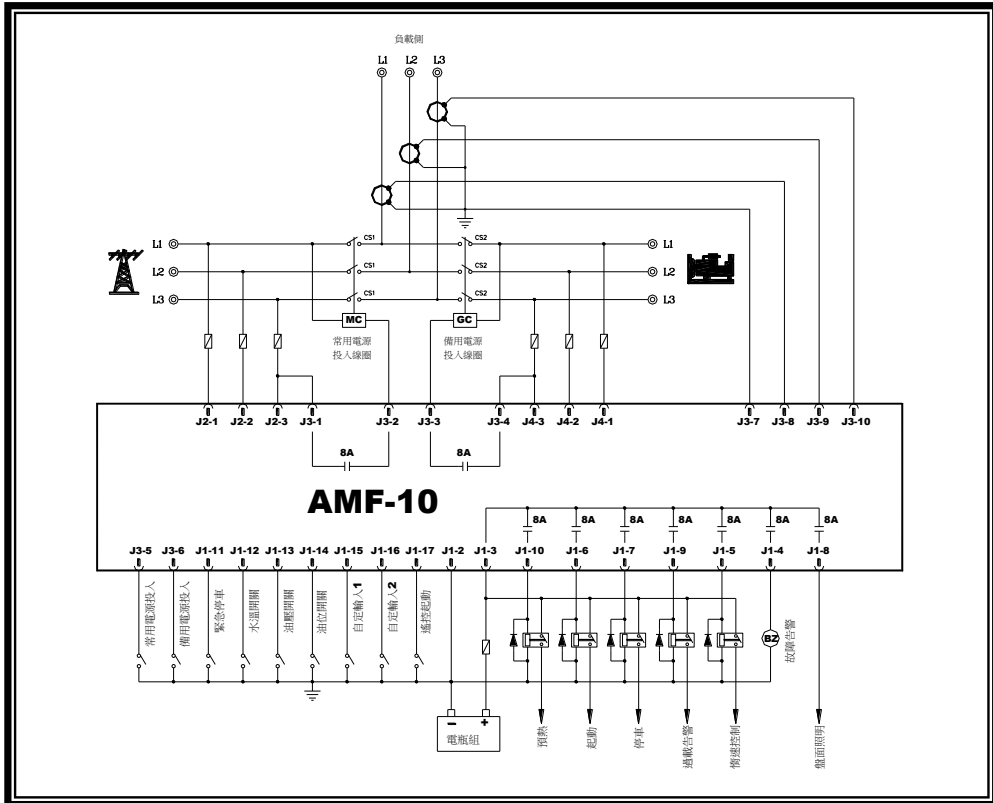 負載側
L1 L2 L3
L1 CS1 CS2 L1
L2 CS1 CS2 L2
L3 CS1 CS2 L3
MC GC
常用電源 備用電源
投入線圈 投入線圈
J2-1 J2-2 J2-3 J3-1 J3-2 J3-3 J3-4 J4-3 J4-2 J4-1 J3-7 J3-8 J3-9 J3-10
8A 8A
AMF-10
8A 8A 8A 8A 8A 8A 8A
J3-5 J3-6 J1-11 J1-12 J1-13 J1-14 J1-15 J1-16 J1-17 J1-2 J1-3 J1-10 J1-6 J1-7 J1-9 J1-5 J1-4 J1-8
常用電源投入
備用電源投入
緊急停車
水溫開關
油壓開關
油位開關
自定輸入1
自定輸入2
遙控起動
BZ
故障告警
− +
電瓶組
預熱
起動
停車
過載告警
惰速控制
盤面照明